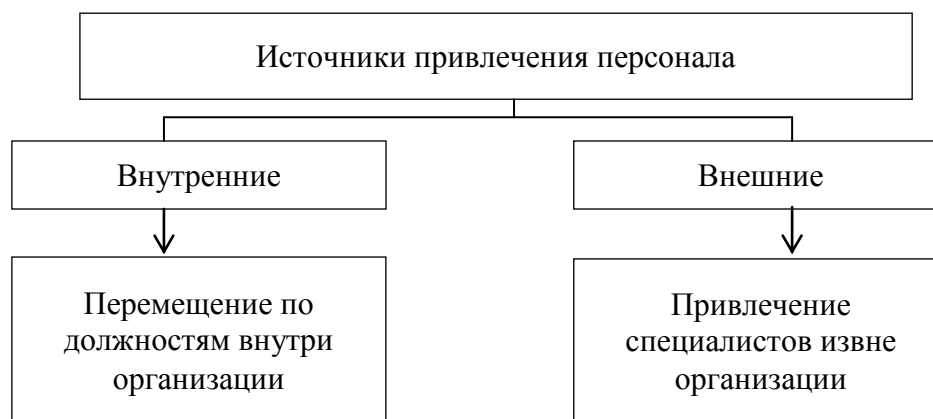 Источники привлечения персонала
Внутренние
Внешние
Перемещение по
должностям внутри
организации
Привлечение
специалистов извне
организации